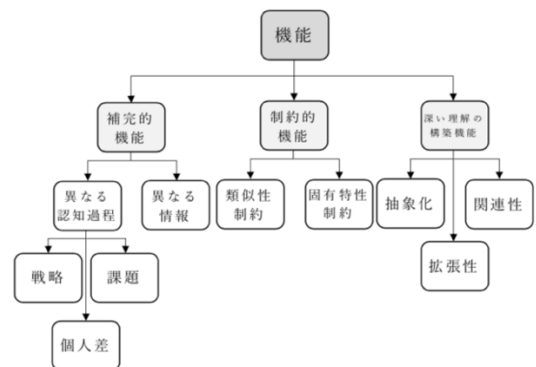 機能
補完的
機能
制約的
機能
深い理解の
構築機能
異なる
認知過程
異なる
情報
類似性
制約
固有特性
制約
抽象化
関連性
拡張性
戦略
課題
個人差